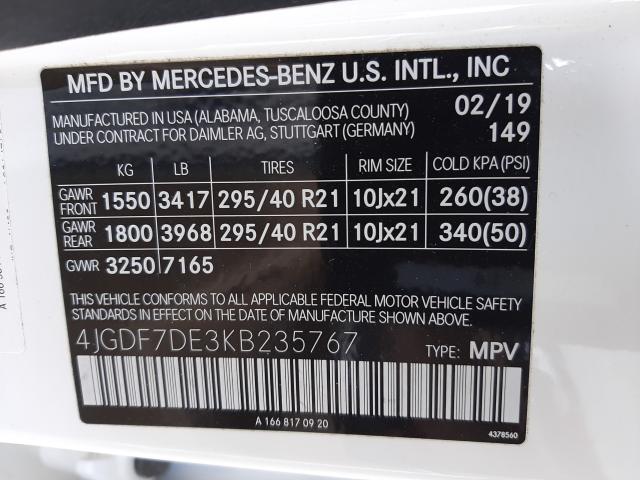 MFD BY MERCEDES-BENZ U.S. INTL., INC
MANUFACTURED IN USA (ALABAMA, TUSCALOOSA COUNTY) 02/19
UNDER CONTRACT FOR DAIMLER AG, STUTTGART (GERMANY) 149
KG LB TIRES RIM SIZE COLD KPA (PSI)
GAWR FRONT 1550 3417 295/40 R21 10Jx21 260(38)
GAWR REAR 1800 3968 295/40 R21 10Jx21 340(50)
GVWR 3250 7165
THIS VEHICLE CONFORMS TO ALL APPLICABLE FEDERAL MOTOR VEHICLE SAFETY
STANDARDS IN EFFECT ON THE DATE OF MANUFACTURE SHOWN ABOVE.
4JGDF7DE3KB235767 TYPE: MPV
A 166 817 09 20
4378560